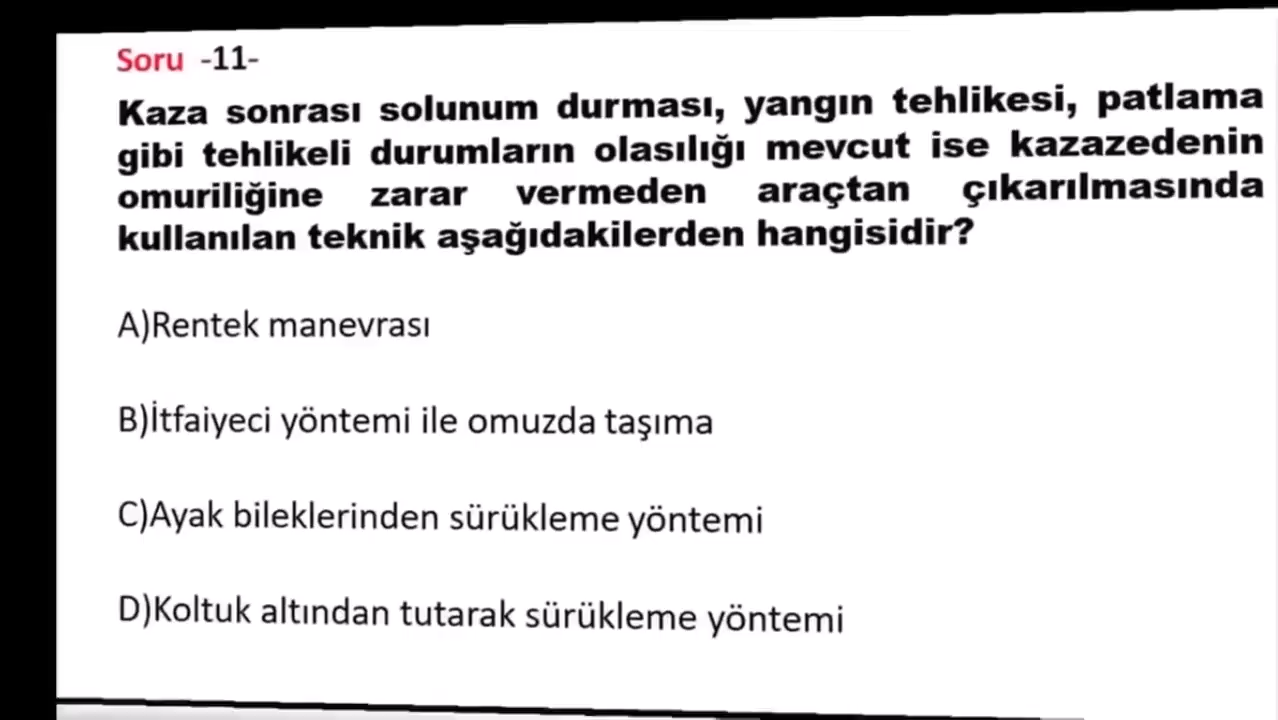 Soru -11-
Kaza sonrası solunum durması, yangın tehlikesi, patlama
gibi tehlikeli durumların olasılığı mevcut ise kazazedenin
omuriliğine zarar vermeden araçtan çıkarılmasında
kullanılan teknik aşağıdakilerden hangisidir?
A)Rentek manevrası
B)İtfaiyeci yöntemi ile omuzda taşıma
C)Ayak bileklerinden sürükleme yöntemi
D)Koltuk altından tutarak sürükleme yöntemi